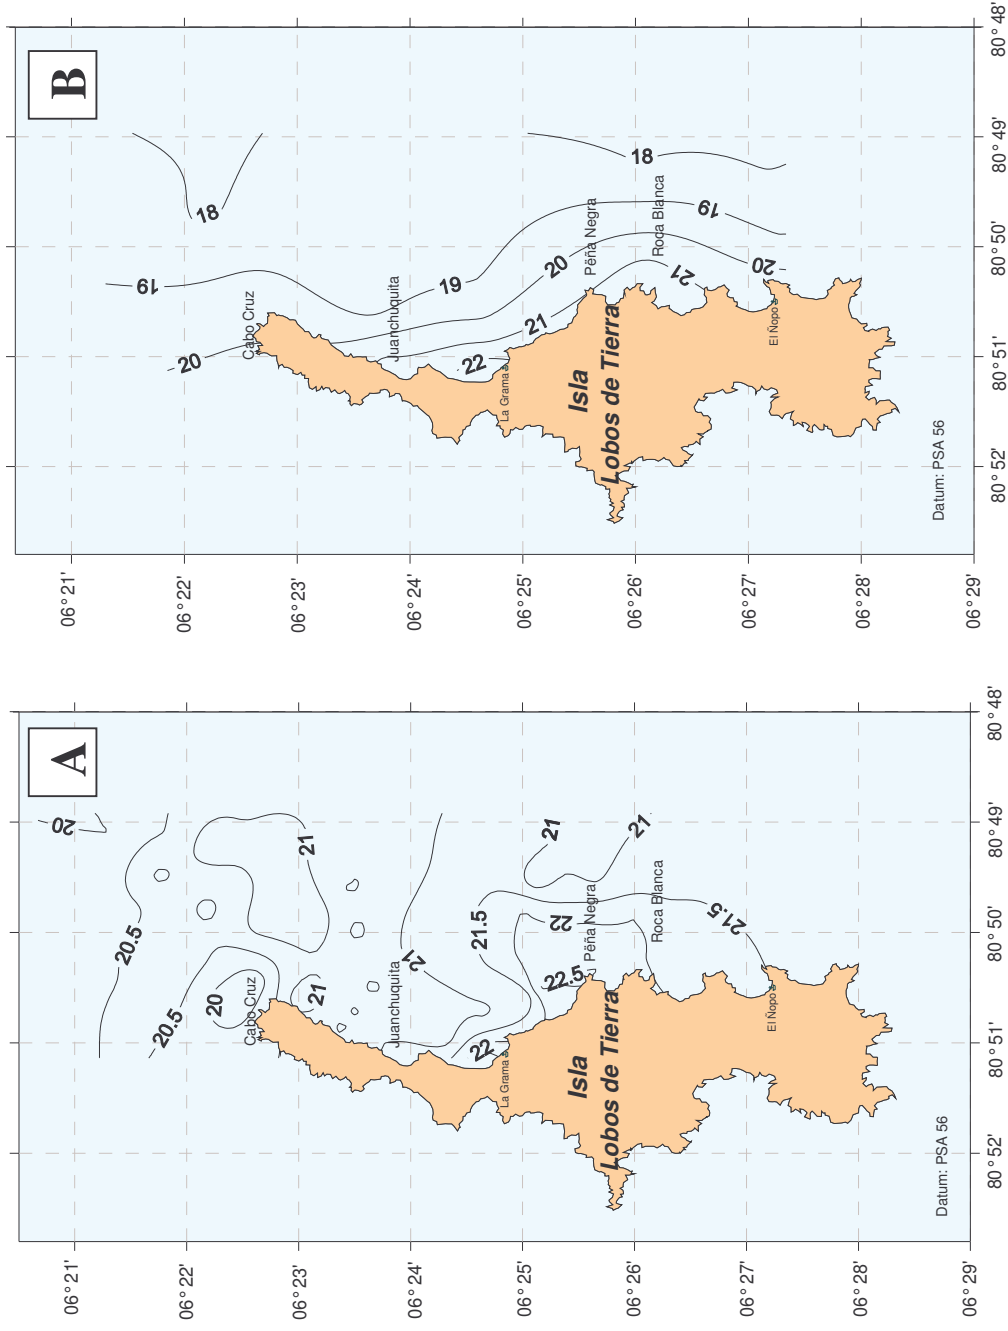 A
06° 21'
06° 22'
06° 23'
06° 24'
06° 25'
06° 26'
06° 27'
06° 28'
06° 29'
80° 52'
80° 51'
80° 50'
80° 49'
80° 48'
20
20.5
20.5
20
Cabo Cruz
21
21
Juanchuquita
21
21.5
22
La Grama
22
22.5
21
Pëña Negra
21
Roca Blanca
Isla
Lobos de Tierra
21.5
El Ñopo
Datum: PSA 56
B
06° 21'
06° 22'
06° 23'
06° 24'
06° 25'
06° 26'
06° 27'
06° 28'
06° 29'
80° 52'
80° 51'
80° 50'
80° 49'
80° 48'
19
20
18
Cabo Cruz
Juanchuquita
19
22
La Grama
21
20
Pëña Negra
18
Roca Blanca
Isla
Lobos de Tierra
21
19
20
El Ñopo
Datum: PSA 56